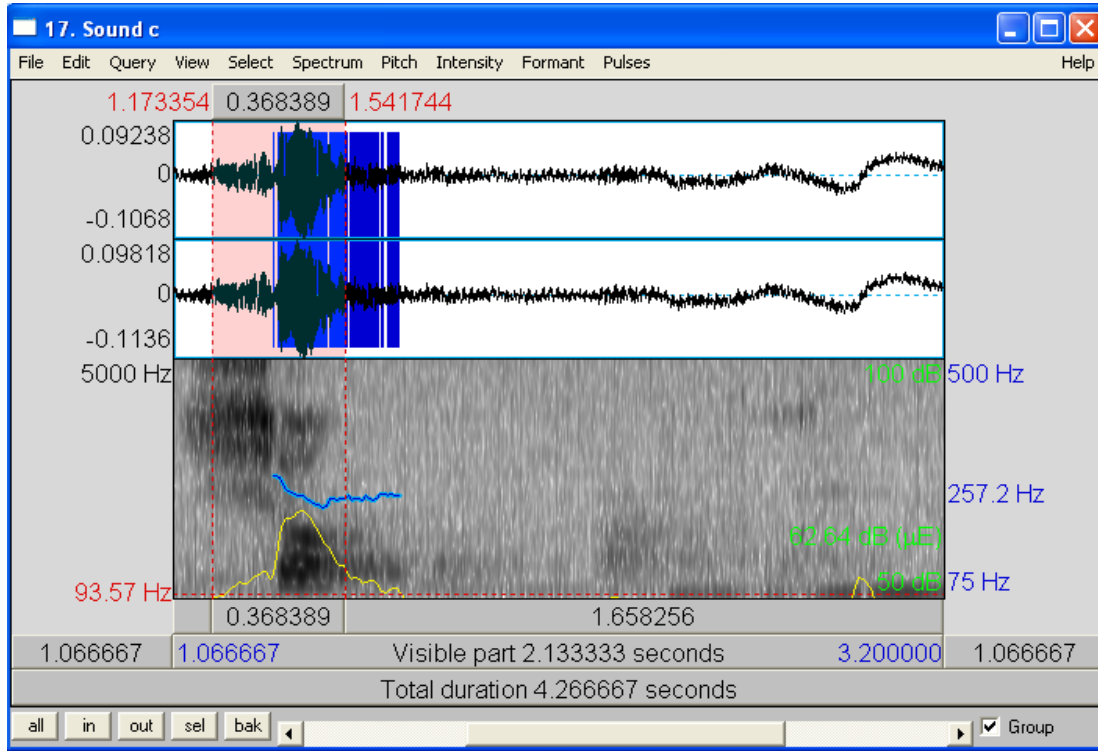 17. Sound c
File Edit Query View Select Spectrum Pitch Intensity Formant Pulses Help
1.173354 0.368389 1.541744
0.09238
0
-0.1068
0.09818
0
-0.1136
5000 Hz 100 dB 500 Hz
257.2 Hz
62.64 dB (µE)
93.57 Hz 50 dB 75 Hz
0.368389 1.658256
1.066667 1.066667 Visible part 2.133333 seconds 3.200000 1.066667
Total duration 4.266667 seconds
all in out sel bak Group